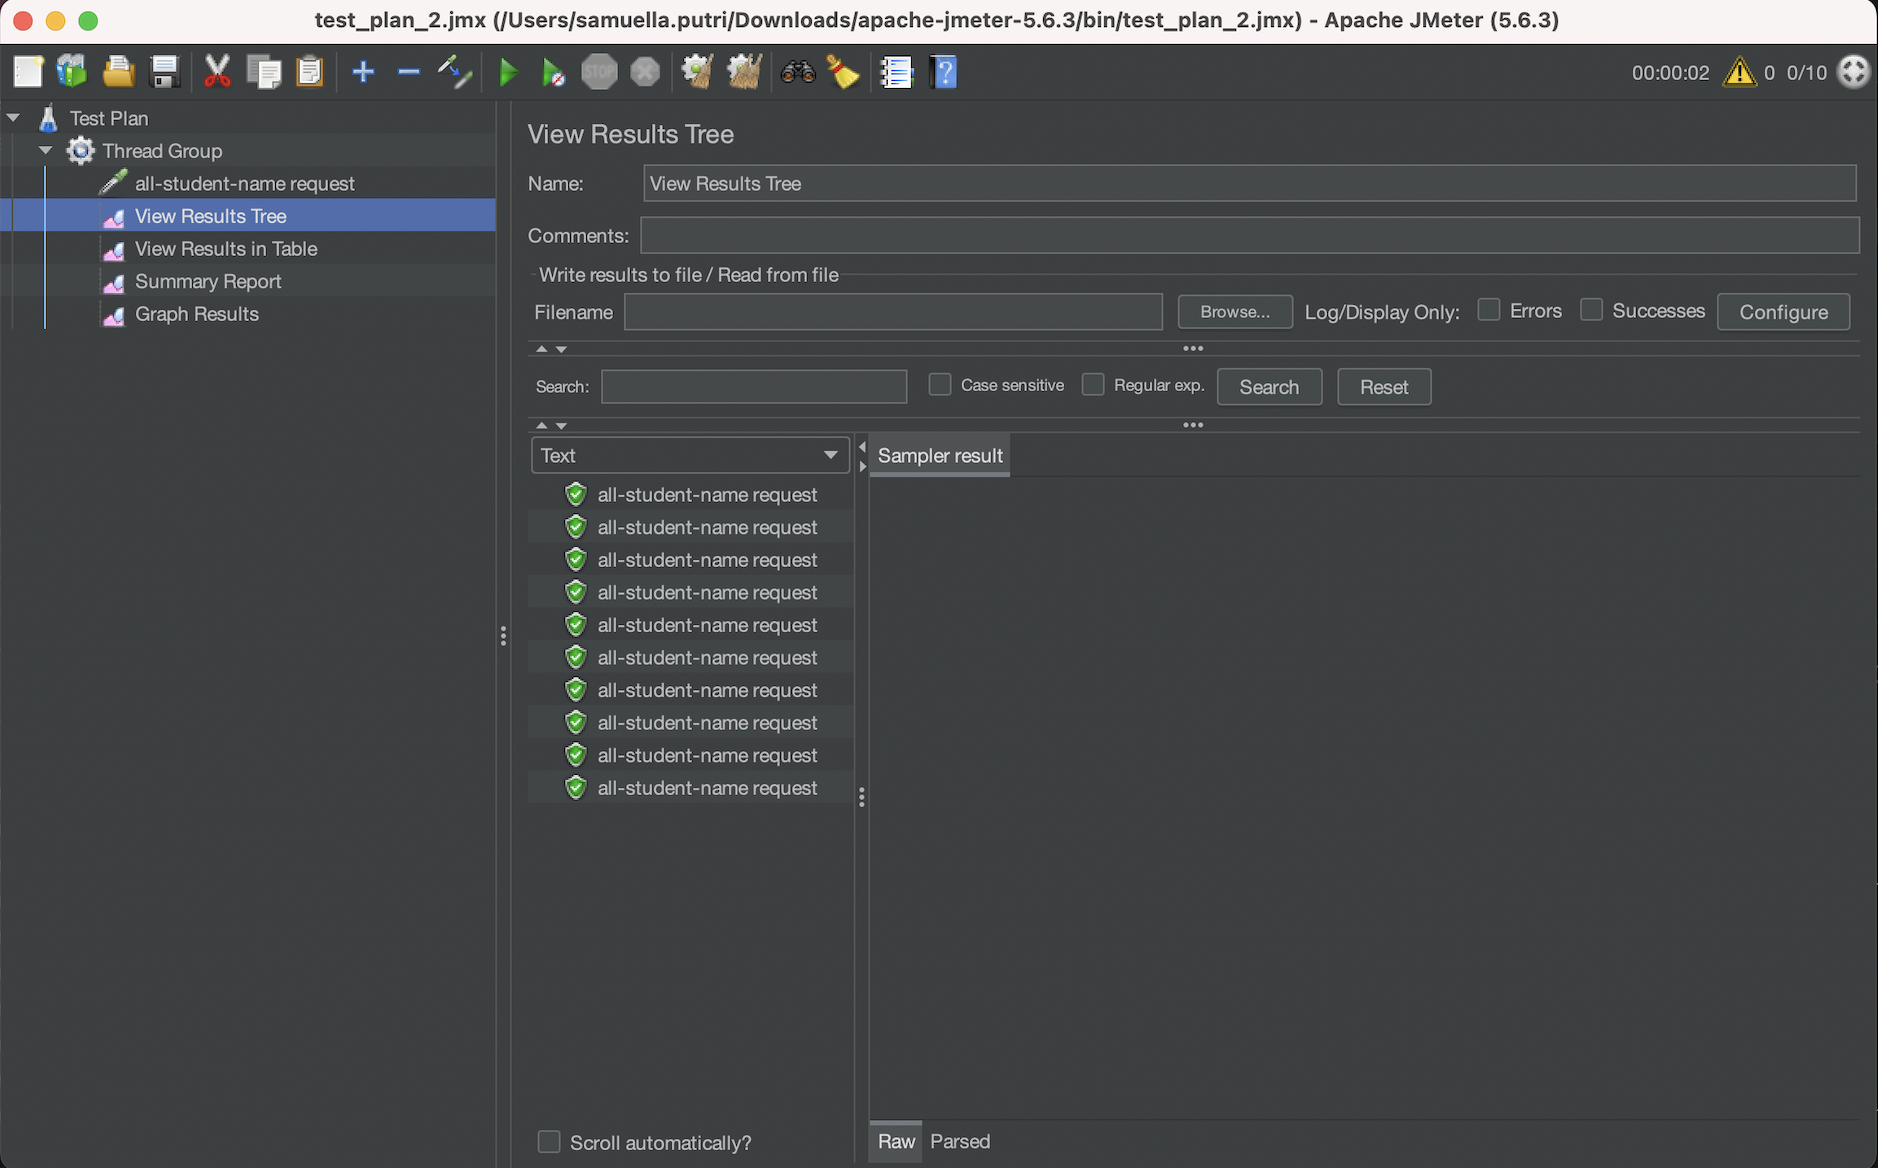 test_plan_2.jmx (/Users/samuella.putri/Downloads/apache-jmeter-5.6.3/bin/test_plan_2.jmx) - Apache JMeter (5.6.3)
STOP
?
00:00:02 0 0/10
Test Plan
Thread Group
all-student-name request
View Results Tree
View Results in Table
Summary Report
Graph Results
View Results Tree
Name: View Results Tree
Comments:
Write results to file / Read from file
Filename Browse... Log/Display Only: Errors Successes Configure
Search: Case sensitive Regular exp. Search Reset
Text
Sampler result
all-student-name request
all-student-name request
all-student-name request
all-student-name request
all-student-name request
all-student-name request
all-student-name request
all-student-name request
all-student-name request
all-student-name request
Scroll automatically?
Raw Parsed